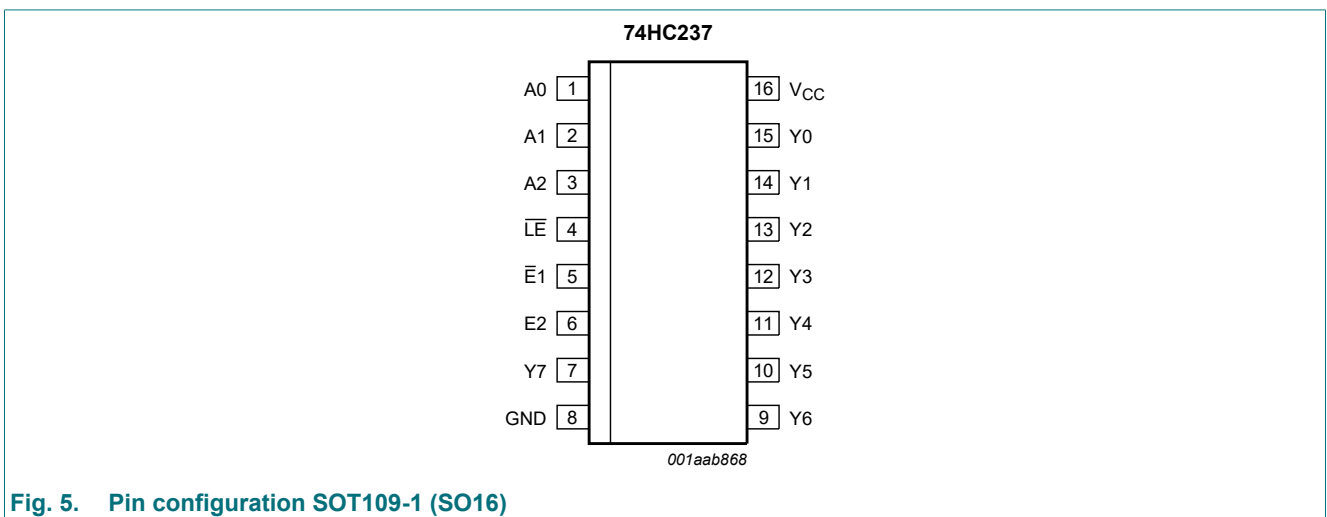 74HC237
A0 1 16 VCC
A1 2 15 Y0
A2 3 14 Y1
L̅E̅ 4 13 Y2
E̅1 5 12 Y3
E2 6 11 Y4
Y7 7 10 Y5
GND 8 9 Y6
001aab868
Fig. 5. Pin configuration SOT109-1 (SO16)